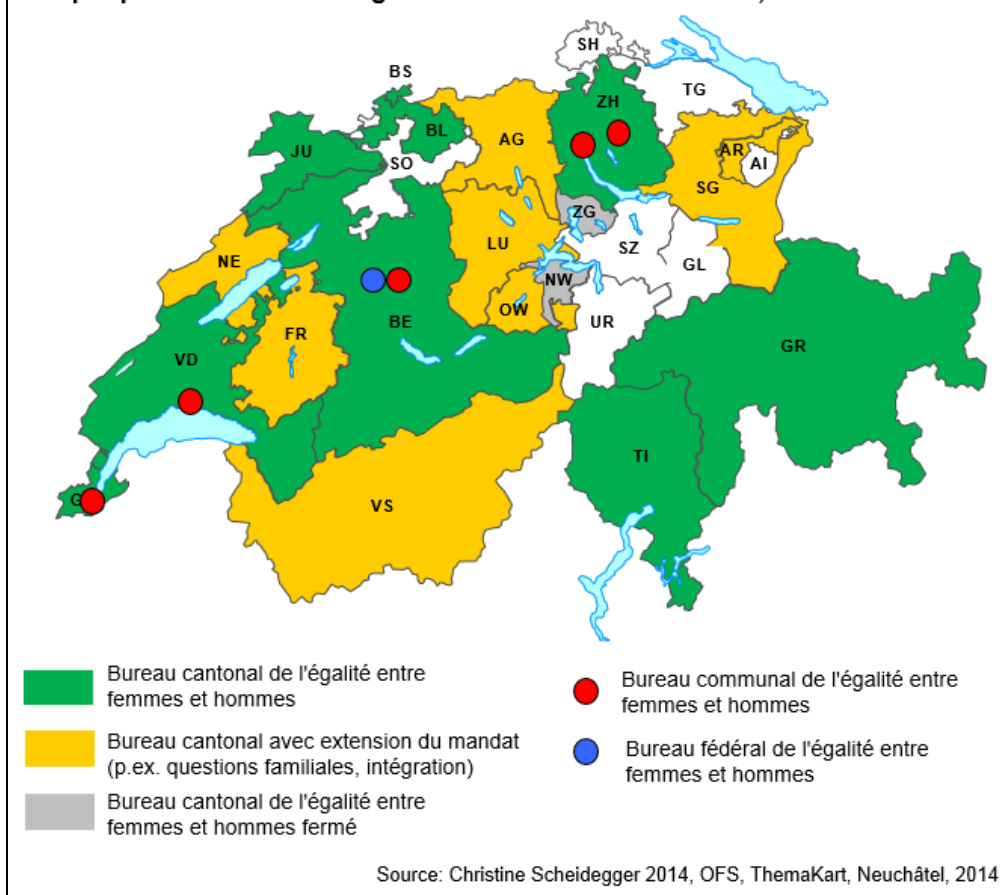 SH
BS
TG
ZH
BL
AG
JU
SO
AR
AI
SG
ZG
LU
SZ
NE
GL
NW
OW
UR
BE
FR
GR
VD
TI
G
VS
Bureau cantonal de l'égalité entre
femmes et hommes
Bureau cantonal avec extension du mandat
(p.ex. questions familiales, intégration)
Bureau cantonal de l'égalité entre
femmes et hommes fermé
Bureau communal de l'égalité entre
femmes et hommes
Bureau fédéral de l'égalité entre
femmes et hommes
Source: Christine Scheidegger 2014, OFS, ThemaKart, Neuchâtel, 2014